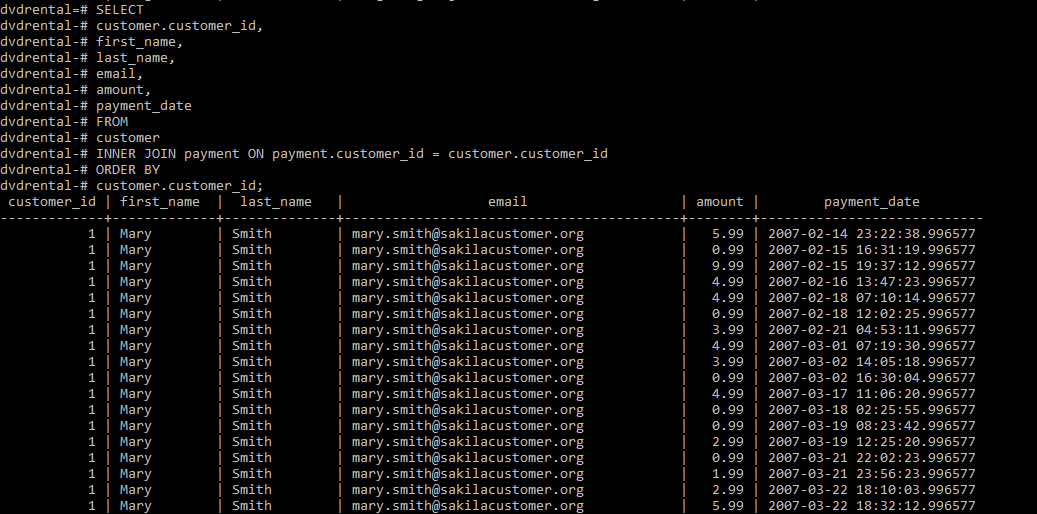 dvdrental=# SELECT
dvdrental-# customer.customer_id,
dvdrental-# first_name,
dvdrental-# last_name,
dvdrental-# email,
dvdrental-# amount,
dvdrental-# payment_date
dvdrental-# FROM
dvdrental-# customer
dvdrental-# INNER JOIN payment ON payment.customer_id = customer.customer_id
dvdrental-# ORDER BY
dvdrental-# customer.customer_id;
customer_id | first_name | last_name | email | amount | payment_date
1 | Mary | Smith | mary.smith@sakilacustomer.org | 5.99 | 2007-02-14 23:22:38.996577
1 | Mary | Smith | mary.smith@sakilacustomer.org | 0.99 | 2007-02-15 16:31:19.996577
1 | Mary | Smith | mary.smith@sakilacustomer.org | 9.99 | 2007-02-15 19:37:12.996577
1 | Mary | Smith | mary.smith@sakilacustomer.org | 4.99 | 2007-02-16 13:47:23.996577
1 | Mary | Smith | mary.smith@sakilacustomer.org | 4.99 | 2007-02-18 07:10:14.996577
1 | Mary | Smith | mary.smith@sakilacustomer.org | 0.99 | 2007-02-18 12:02:25.996577
1 | Mary | Smith | mary.smith@sakilacustomer.org | 3.99 | 2007-02-21 04:53:11.996577
1 | Mary | Smith | mary.smith@sakilacustomer.org | 4.99 | 2007-03-01 07:19:30.996577
1 | Mary | Smith | mary.smith@sakilacustomer.org | 3.99 | 2007-03-02 14:05:18.996577
1 | Mary | Smith | mary.smith@sakilacustomer.org | 0.99 | 2007-03-02 16:30:04.996577
1 | Mary | Smith | mary.smith@sakilacustomer.org | 4.99 | 2007-03-17 11:06:20.996577
1 | Mary | Smith | mary.smith@sakilacustomer.org | 0.99 | 2007-03-18 02:25:55.996577
1 | Mary | Smith | mary.smith@sakilacustomer.org | 0.99 | 2007-03-19 08:23:42.996577
1 | Mary | Smith | mary.smith@sakilacustomer.org | 2.99 | 2007-03-19 12:25:20.996577
1 | Mary | Smith | mary.smith@sakilacustomer.org | 0.99 | 2007-03-21 22:02:23.996577
1 | Mary | Smith | mary.smith@sakilacustomer.org | 1.99 | 2007-03-21 23:56:23.996577
1 | Mary | Smith | mary.smith@sakilacustomer.org | 2.99 | 2007-03-22 18:10:03.996577
1 | Mary | Smith | mary.smith@sakilacustomer.org | 5.99 | 2007-03-22 18:32:12.996577